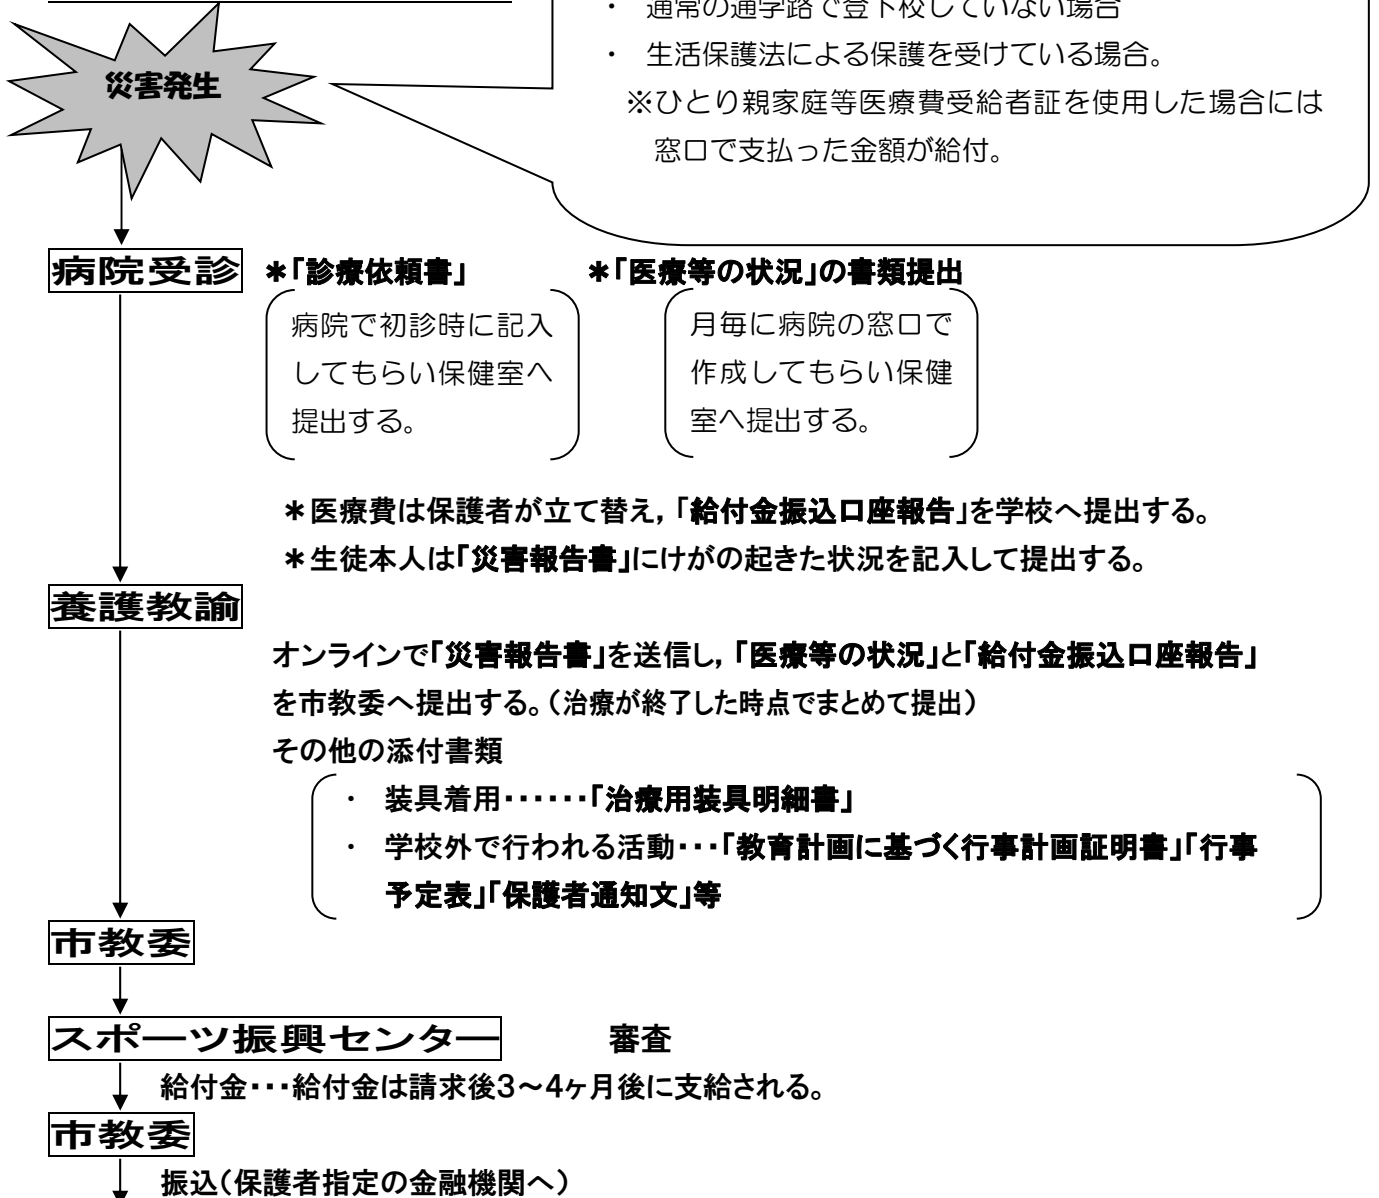 ・ 通常の通学路で登下校していない場合
・ 生活保護法による保護を受けている場合。
※ひとり親家庭等医療費受給者証を使用した場合には
窓口で支払った金額が給付。
災害発生
病院受診 *「診療依頼書」 *「医療等の状況」の書類提出
病院で初診時に記入
してもらい保健室へ
提出する。
月毎に病院の窓口で
作成してもらい保健
室へ提出する。
*医療費は保護者が立て替え,「給付金振込口座報告」を学校へ提出する。
*生徒本人は「災害報告書」にけがの起きた状況を記入して提出する。
養護教諭
オンラインで「災害報告書」を送信し,「医療等の状況」と「給付金振込口座報告」
を市教委へ提出する。(治療が終了した時点でまとめて提出)
その他の添付書類
・ 装具着用・・・・・・「治療用装具明細書」
・ 学校外で行われる活動・・・「教育計画に基づく行事計画証明書」「行事
予定表」「保護者通知文」等
市教委
スポーツ振興センター 審査
給付金・・・給付金は請求後3~4ヶ月後に支給される。
市教委
振込(保護者指定の金融機関へ)